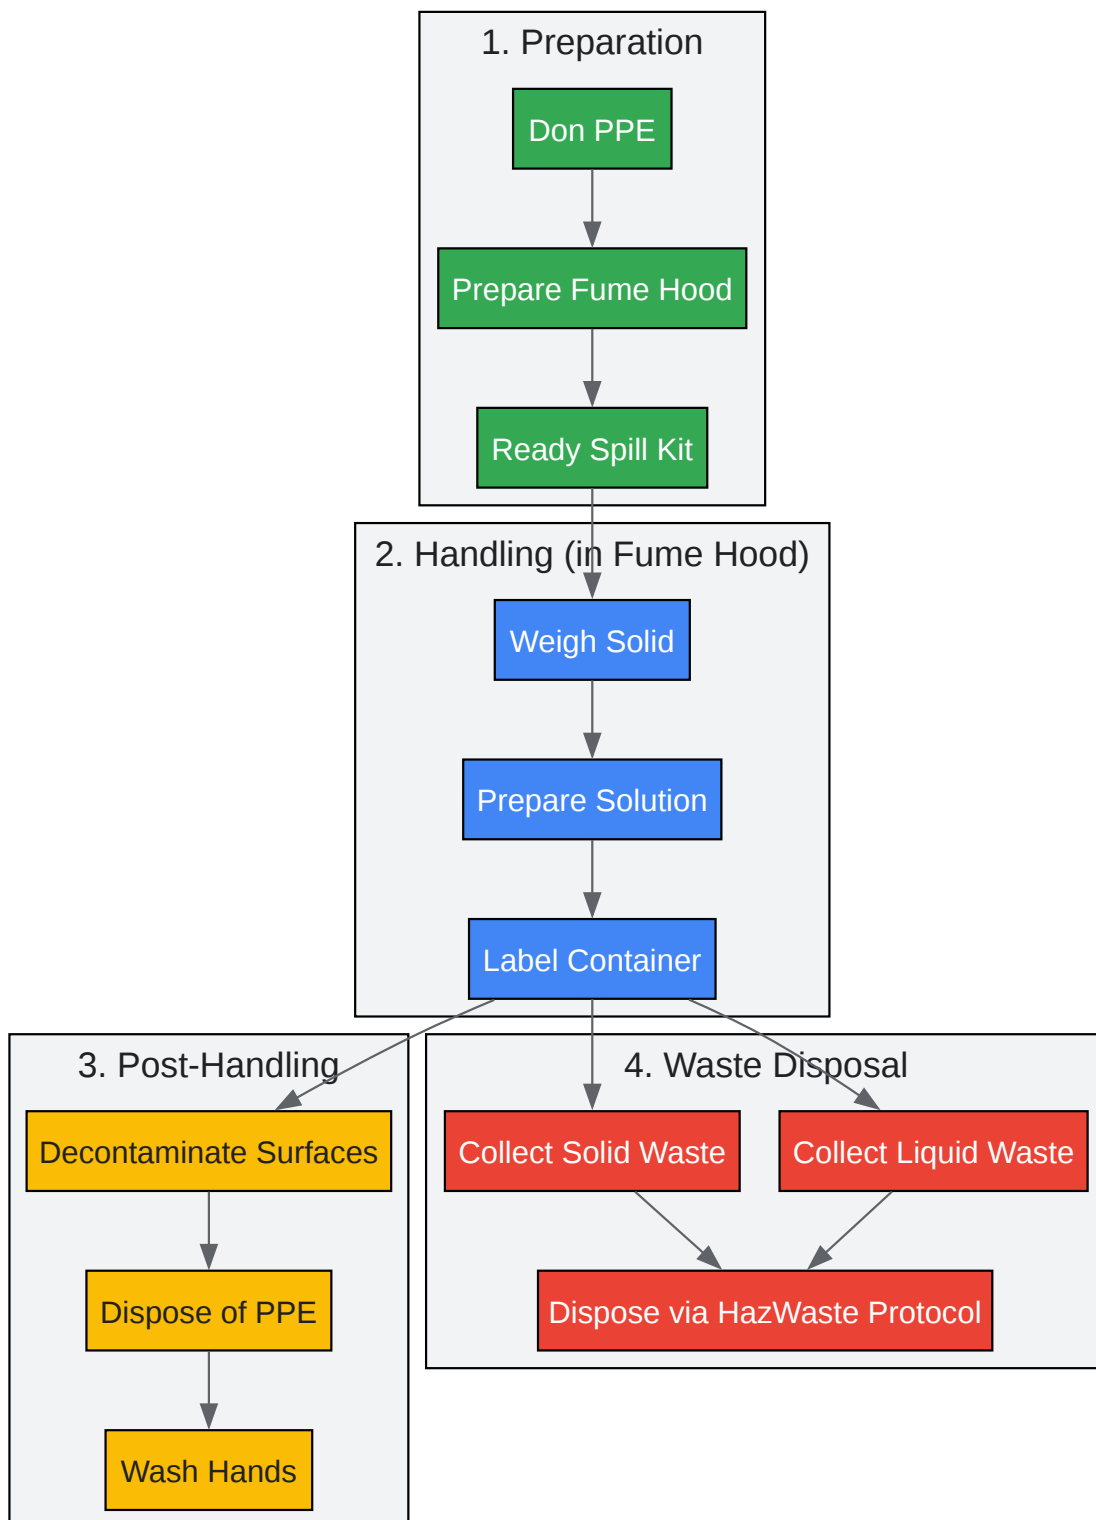 1. Preparation
Don PPE
Prepare Fume Hood
Ready Spill Kit
2. Handling (in Fume Hood)
Weigh Solid
Prepare Solution
Label Container
3. Post-Handling
Decontaminate Surfaces
Dispose of PPE
Wash Hands
4. Waste Disposal
Collect Solid Waste
Collect Liquid Waste
Dispose via HazWaste Protocol